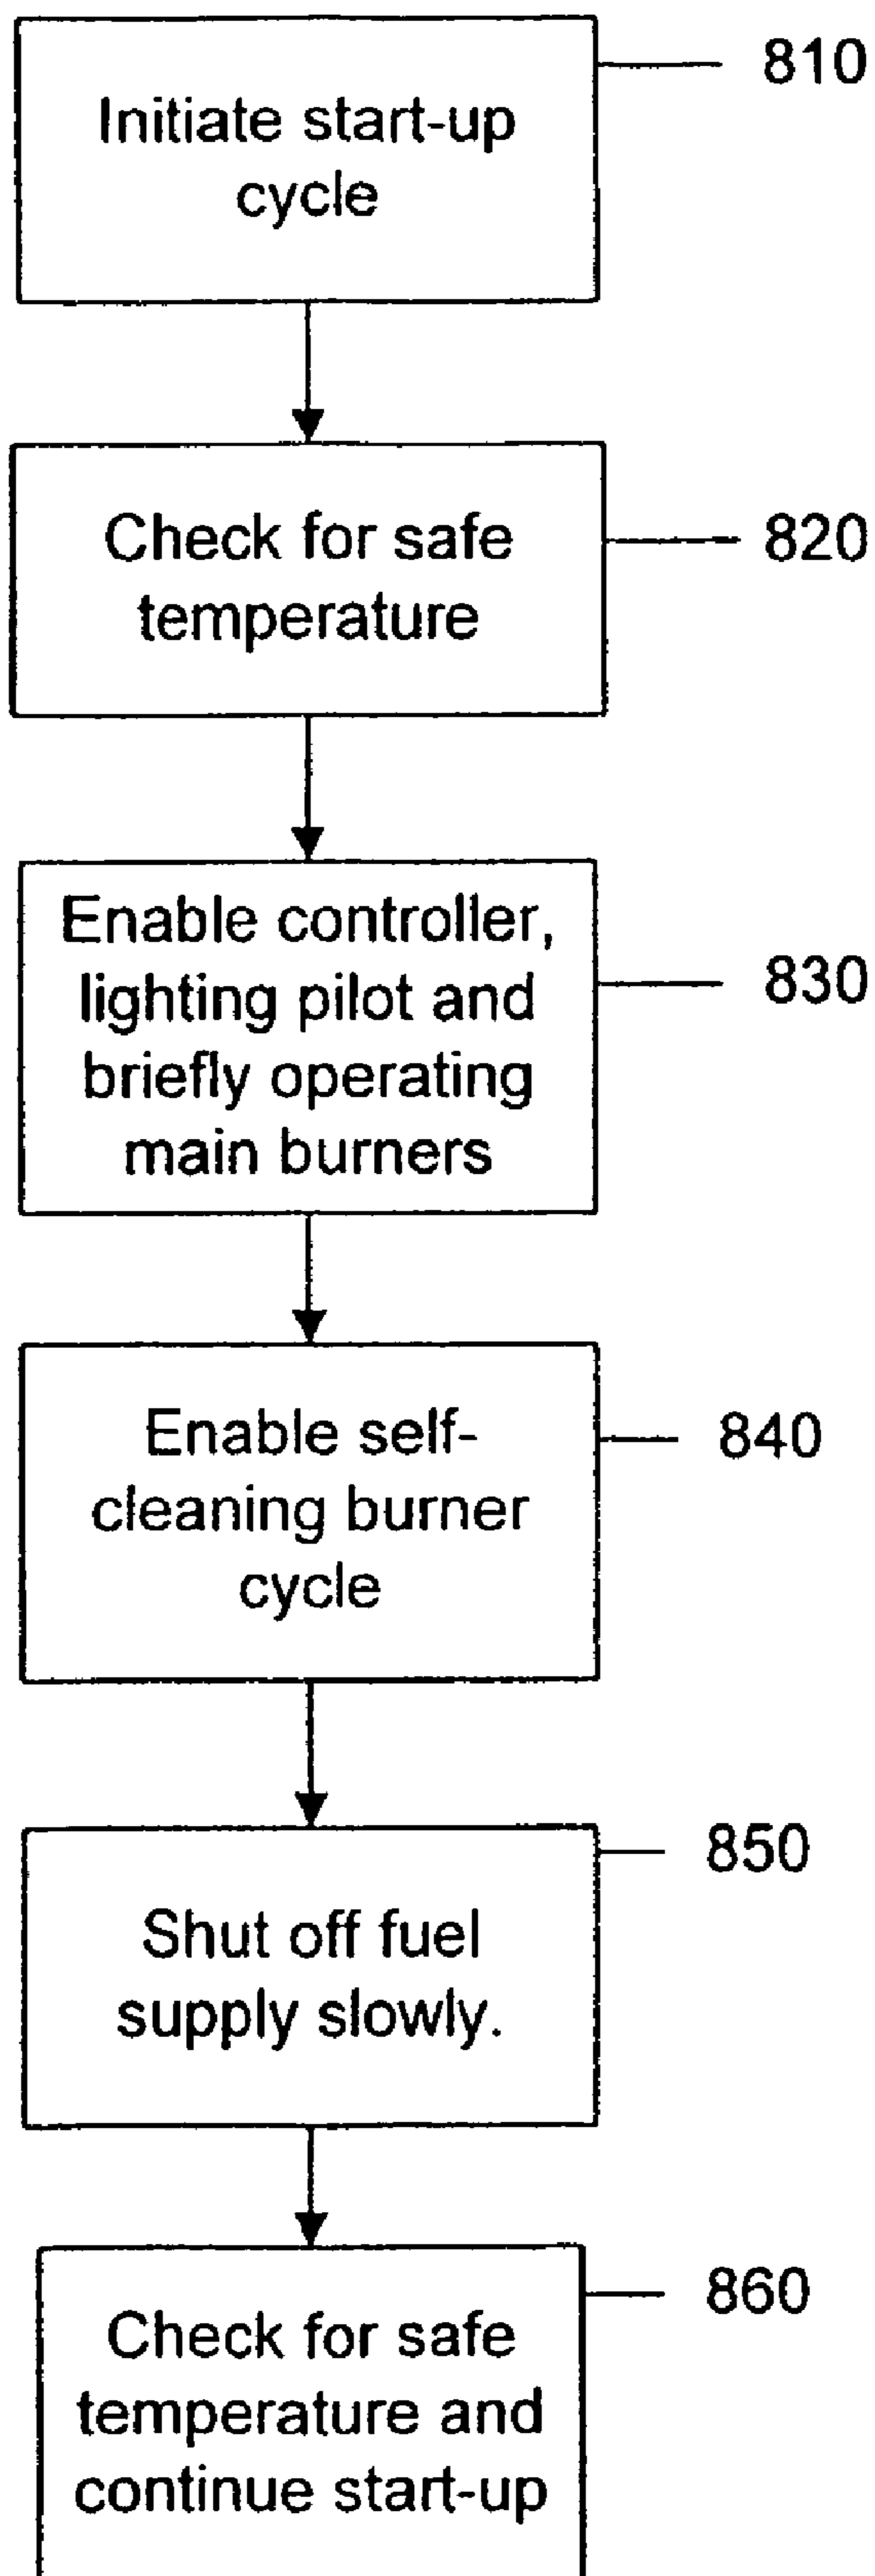 810
Initiate start-up
cycle
820
Check for safe
temperature
830
Enable controller,
lighting pilot and
briefly operating
main burners
840
Enable self-
cleaning burner
cycle
850
Shut off fuel
supply slowly.
860
Check for safe
temperature and
continue start-up